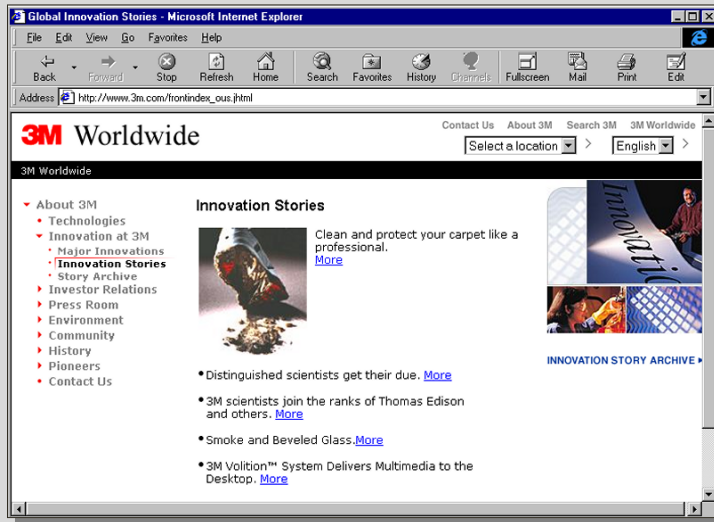 Global Innovation Stories - Microsoft Internet Explorer
File Edit View Go Favorites Help
Back Forward Stop Refresh Home Search Favorites History Channels Fullscreen Mail Print Edit
Address http://www.3m.com/frontindex_ous.jhtml
Contact Us About 3M Search 3M 3M Worldwide
3M Worldwide
Select a location > English >
3M Worldwide
About 3M
Technologies
Innovation at 3M
Major Innovations
Innovation Stories
Story Archive
Investor Relations
Press Room
Environment
Community
History
Pioneers
Contact Us
Innovation Stories
Clean and protect your carpet like a
professional.
More
•Distinguished scientists get their due. More
•3M scientists join the ranks of Thomas Edison
and others. More
•Smoke and Beveled Glass.More
•3M Volition™ System Delivers Multimedia to the
Desktop. More
Innovation
INNOVATION STORY ARCHIVE